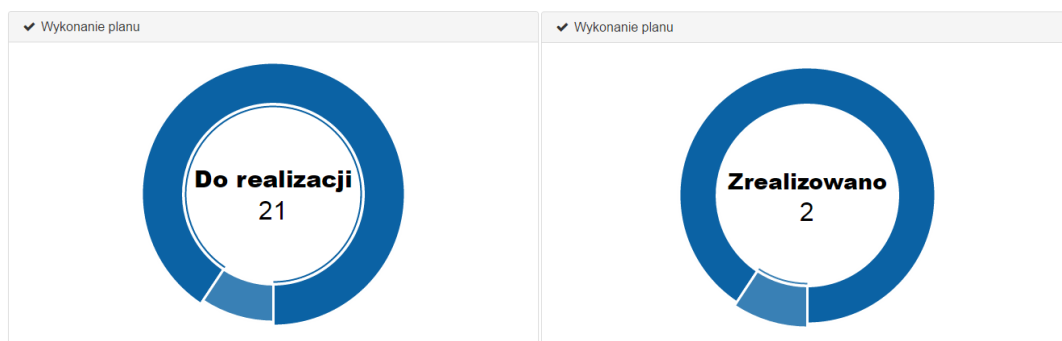 Wykonanie planu
Do realizacji
21
Wykonanie planu
Zrealizowano
2